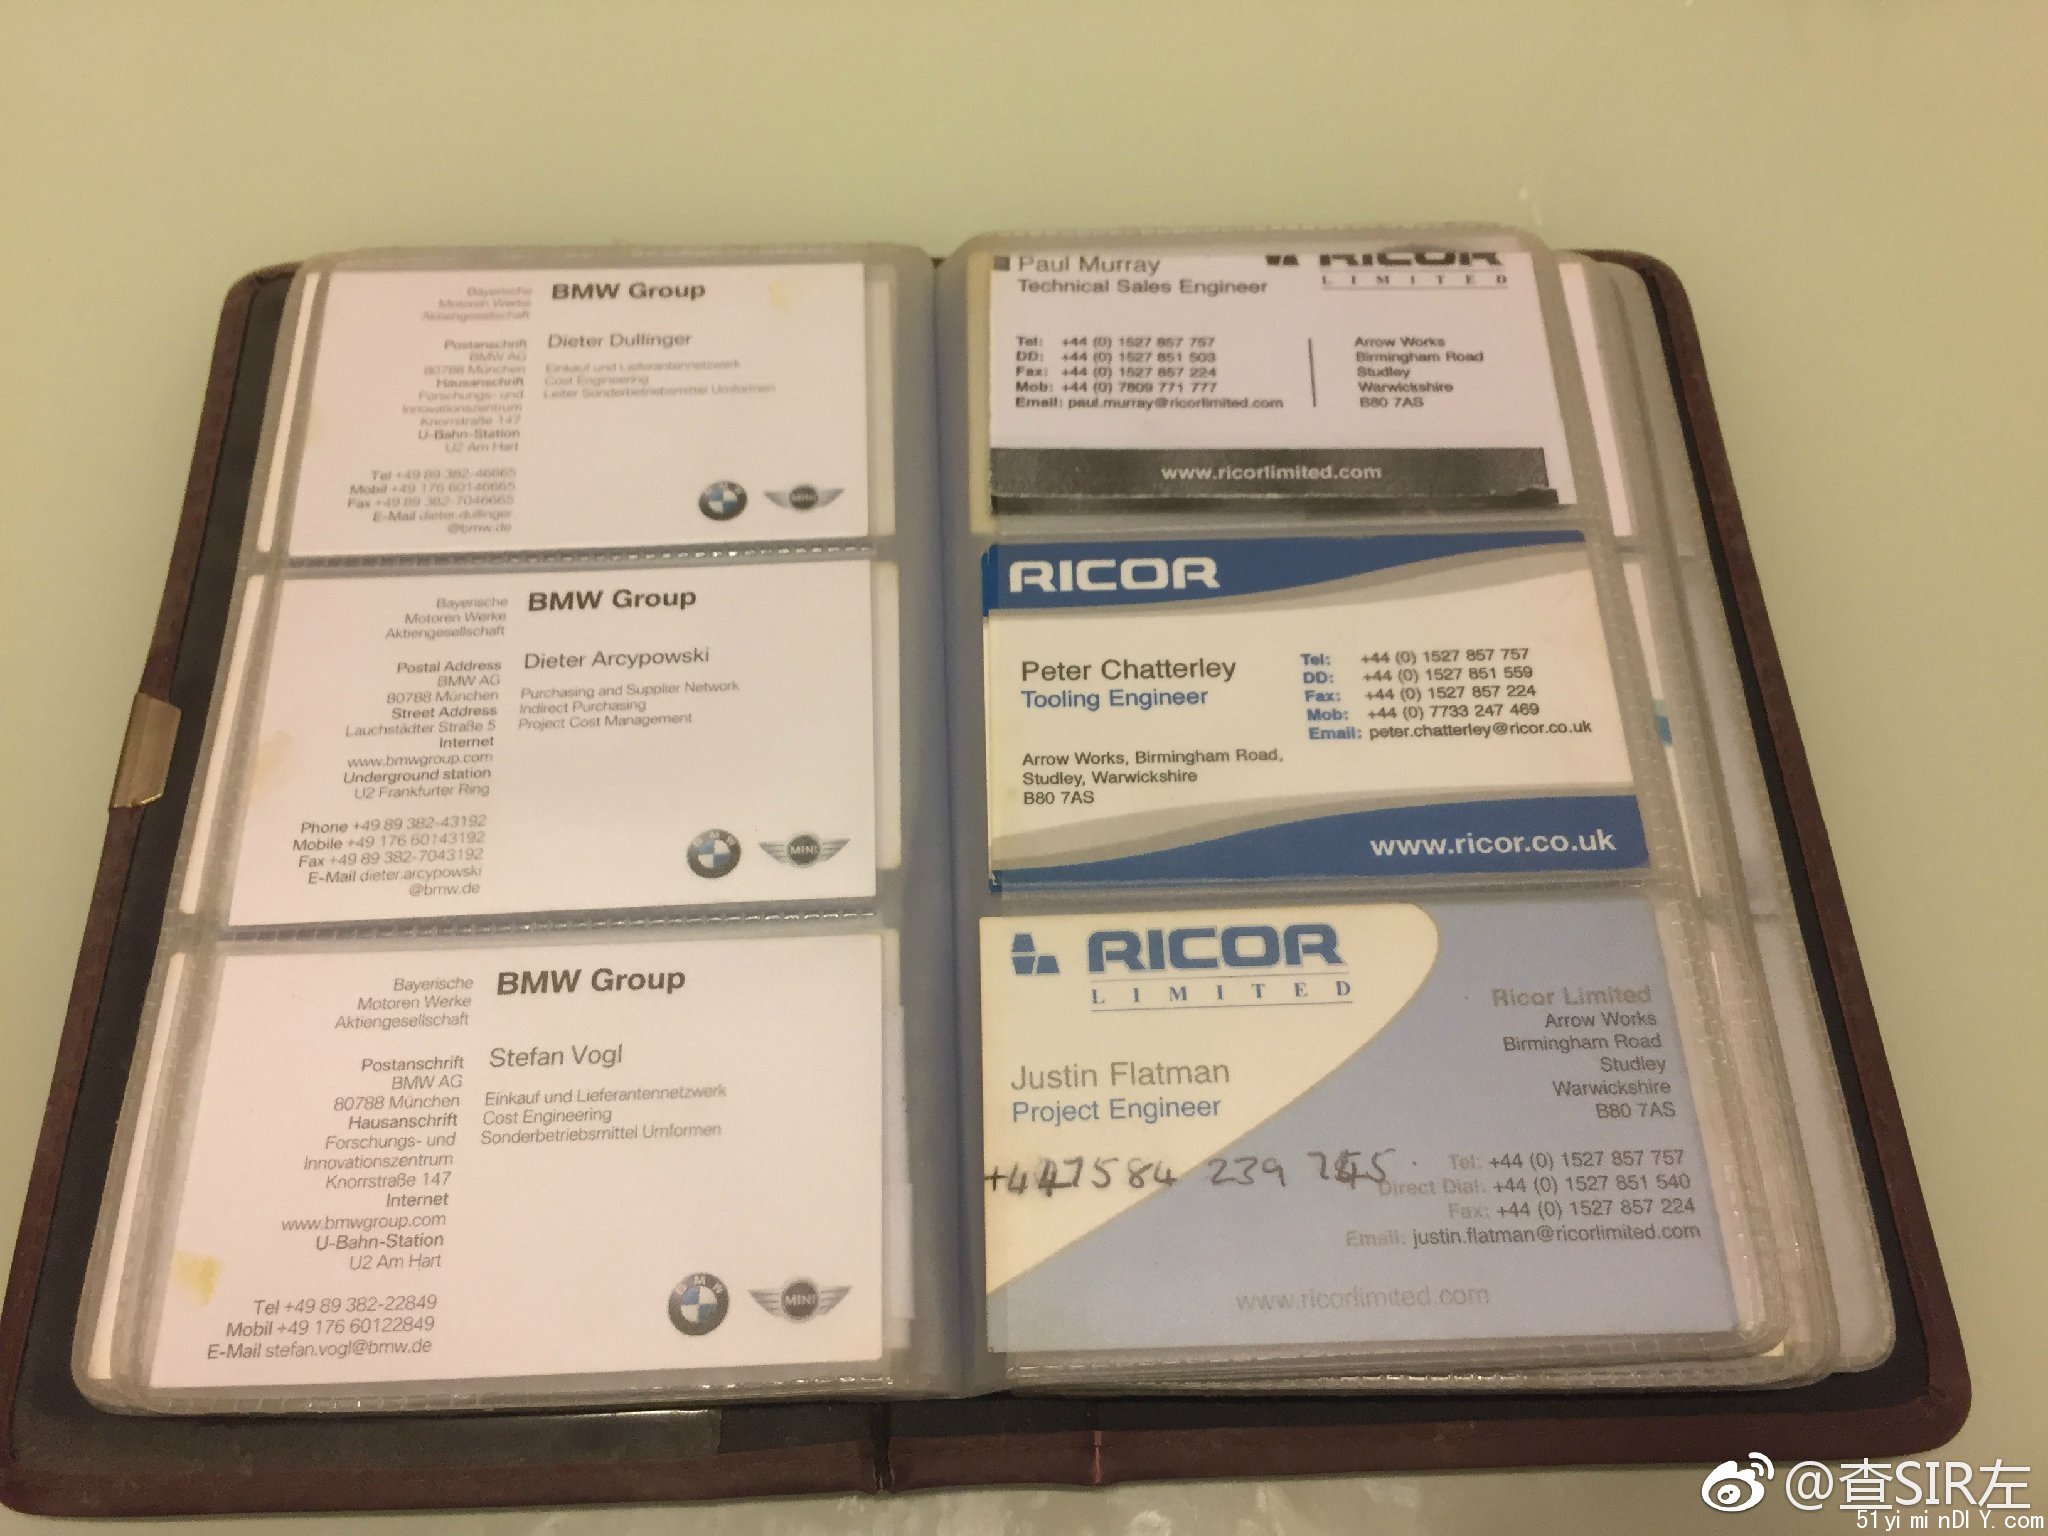 Bayerische
Motoren Werke
Aktiengesellschaft
BMW Group
Dieter Dullinger
Einkauf und Lieferantennetzwerk
Cost Engineering
Leiter Sonderbetriebsmittel Umformen
Postanschrift
BMW AG
80788 München
Hausanschrift
Forschungs- und
Innovationszentrum
Knorrstraße 147
U-Bahn-Station
U2 Am Hart
Tel +49 89 382-46665
Mobil +49 176 60146665
Fax +49 89 382-7046665
E-Mail dieter.dullinger
@bmw.de
MINI
Bayerische
Motoren Werke
Aktiengesellschaft
BMW Group
Dieter Arcypowski
Purchasing and Supplier Network
Indirect Purchasing
Project Cost Management
Postal Address
BMW AG
80788 München
Street Address
Lauchstädter Straße 5
Internet
www.bmwgroup.com
Underground station
U2 Frankfurter Ring
Phone +49 89 382-43192
Mobile +49 176 60143192
Fax +49 89 382-7043192
E-Mail dieter.arcypowski
@bmw.de
BMW
MINI
Bayerische
Motoren Werke
Aktiengesellschaft
BMW Group
Stefan Vogl
Einkauf und Lieferantennetzwerk
Cost Engineering
Sonderbetriebsmittel Umformen
Postanschrift
BMW AG
80788 München
Hausanschrift
Forschungs- und
Innovationszentrum
Knorrstraße 147
Internet
www.bmwgroup.com
U-Bahn-Station
U2 Am Hart
Tel +49 89 382-22849
Mobil +49 176 60122849
E-Mail stefan.vogl@bmw.de
BMW
MINI
Paul Murray
Technical Sales Engineer
RICOR
LIMITED
Tel: +44 (0) 1527 857 757
DD: +44 (0) 1527 851 503
Fax: +44 (0) 1527 857 224
Mob: +44 (0) 7809 771 777
Email: paul.murray@ricorlimited.com
Arrow Works
Birmingham Road
Studley
Warwickshire
B80 7AS
www.ricorlimited.com
RICOR
Peter Chatterley
Tooling Engineer
Tel: +44 (0) 1527 857 757
DD: +44 (0) 1527 851 559
Fax: +44 (0) 1527 857 224
Mob: +44 (0) 7733 247 469
Email: peter.chatterley@ricor.co.uk
Arrow Works, Birmingham Road,
Studley, Warwickshire
B80 7AS
www.ricor.co.uk
RICOR
LIMITED
Justin Flatman
Project Engineer
Ricor Limited
Arrow Works
Birmingham Road
Studley
Warwickshire
B80 7AS
+447584 239
Tel: +44 (0) 1527 857 757
Direct Dial: +44 (0) 1527 851 540
Fax: +44 (0) 1527 857 224
Email: justin.flatman@ricorlimited.com
www.ricorlimited.com
@查SIR左
51yiminDIY.com